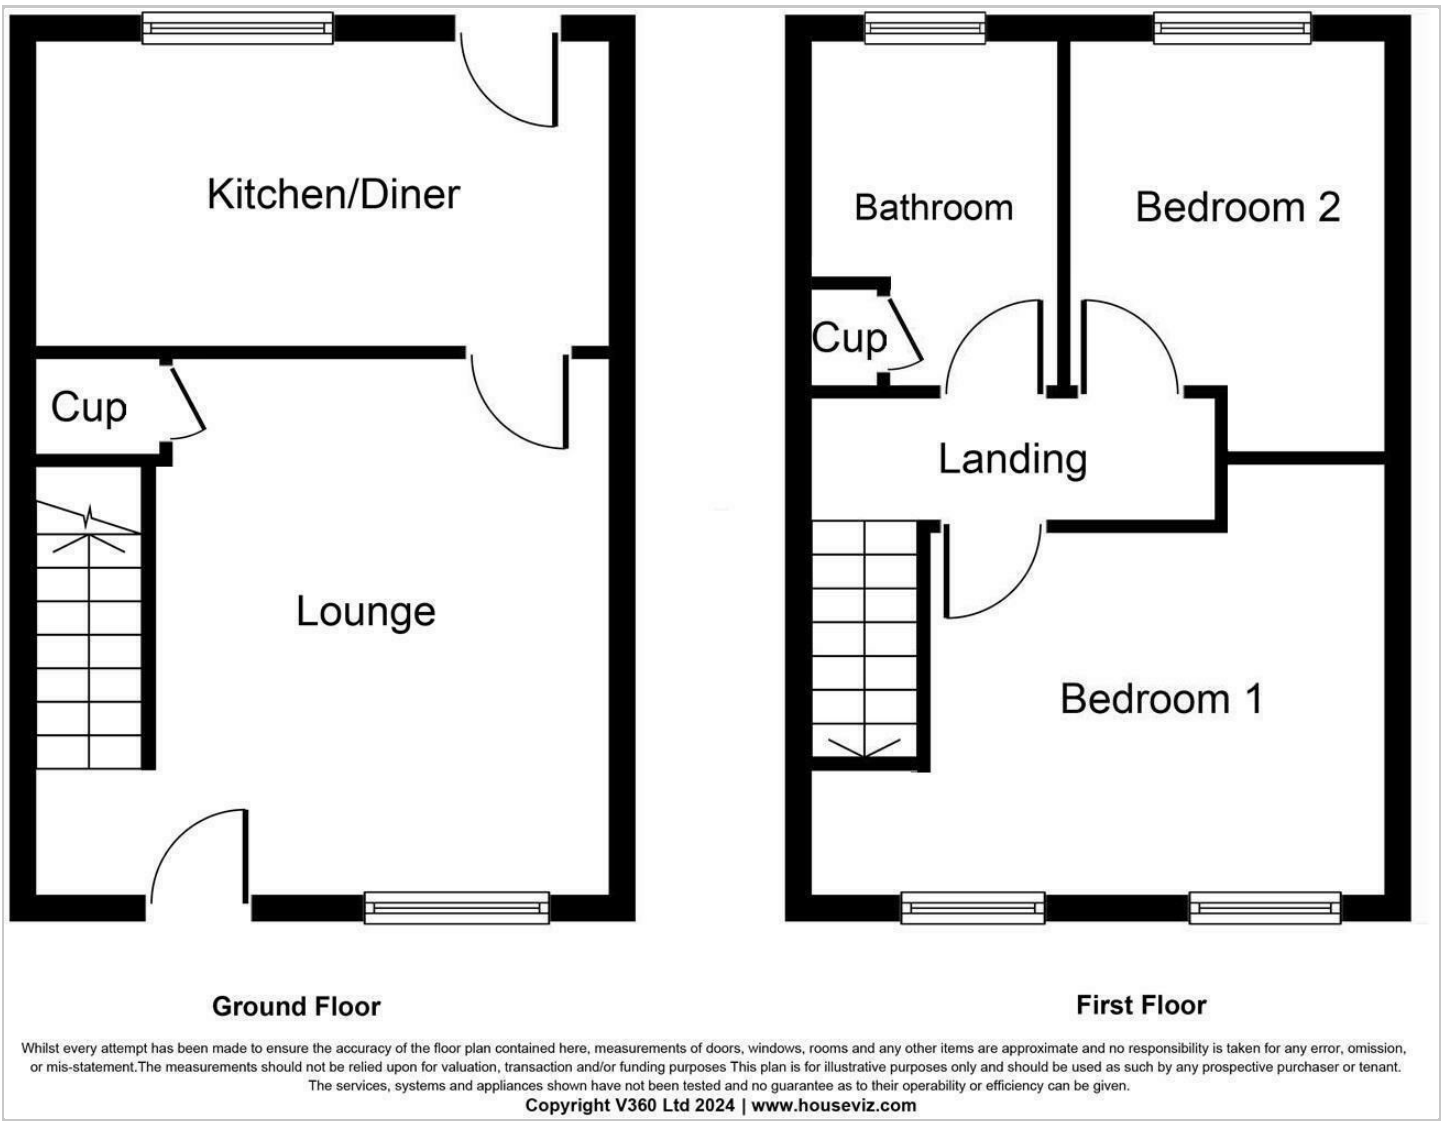 Kitchen/Diner
Cup
Lounge
Bathroom
Bedroom 2
Cup
Landing
Bedroom 1
Ground Floor
First Floor
Whilst every attempt has been made to ensure the accuracy of the floor plan contained here, measurements of doors, windows, rooms and any other items are approximate and no responsibility is taken for any error, omission,
or mis-statement.The measurements should not be relied upon for valuation, transaction and/or funding purposes This plan is for illustrative purposes only and should be used as such by any prospective purchaser or tenant.
The services, systems and appliances shown have not been tested and no guarantee as to their operability or efficiency can be given.
Copyright V360 Ltd 2024 | www.houseviz.com